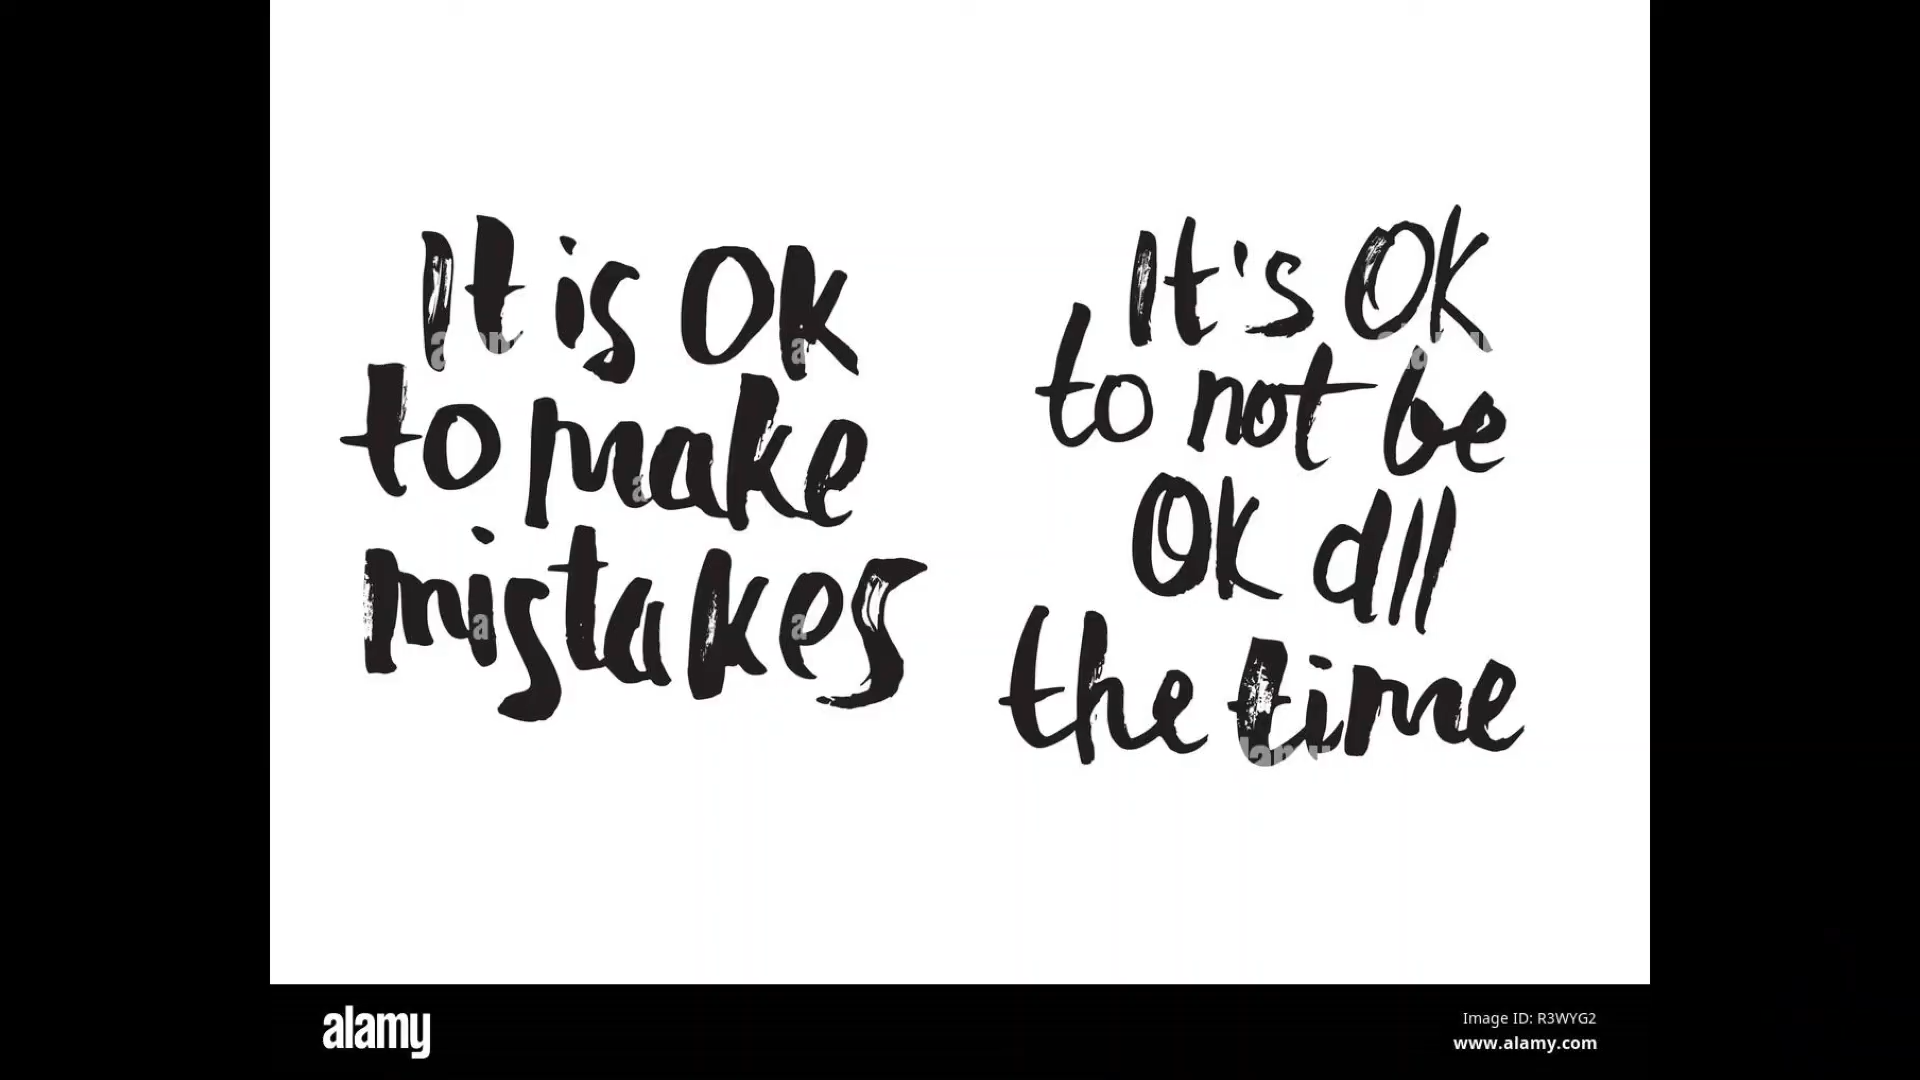 It is OK
to make
mistakes
It's OK
to not be
OK all
the time
alamy
Image ID: R3WYG2
www.alamy.com